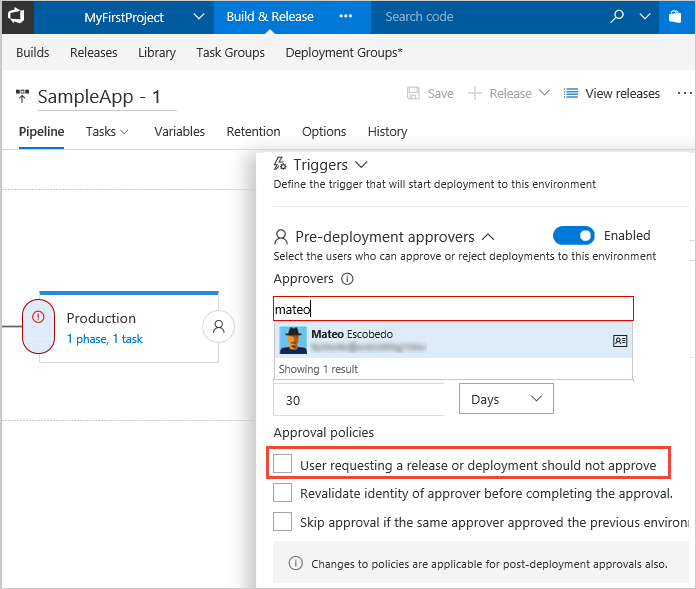 MyFirstProject
Build & Release
Search code
Builds Releases Library Task Groups Deployment Groups*
SampleApp - 1
Save Release View releases
Pipeline Tasks Variables Retention Options History
Triggers
Define the trigger that will start deployment to this environment
Pre-deployment approvers
Enabled
Select the users who can approve or reject deployments to this environment
Approvers
mateo
Mateo Escobedo
Showing 1 result
30
Days
Production
1 phase, 1 task
Approval policies
User requesting a release or deployment should not approve
Revalidate identity of approver before completing the approval.
Skip approval if the same approver approved the previous environ
Changes to policies are applicable for post-deployment approvals also.